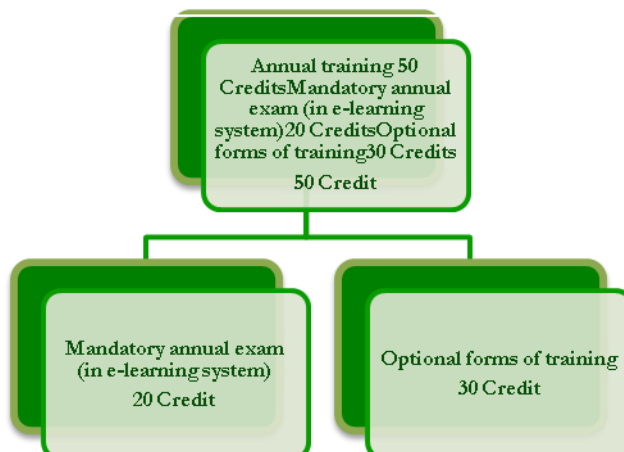 Annual training 50
CreditsMandatory annual
exam (in e-learning
system)20 CreditsOptional
forms of training30 Credits
50 Credit
Mandatory annual exam
(in e-learning system)
20 Credit
Optional forms of training
30 Credit